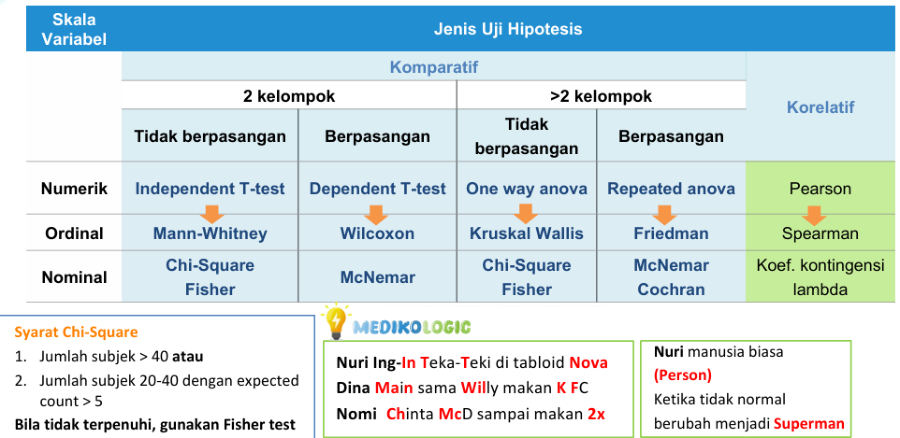 Skala
Variabel
Jenis Uji Hipotesis
Komparatif
Korelatif
2 kelompok
>2 kelompok
Tidak berpasangan
Berpasangan
Tidak
berpasangan
Berpasangan
Numerik
Independent T-test
Dependent T-test
One way anova
Repeated anova
Pearson
Ordinal
Mann-Whitney
Wilcoxon
Kruskal Wallis
Friedman
Spearman
Nominal
Chi-Square
Fisher
McNemar
Chi-Square
Fisher
McNemar
Cochran
Koef. kontingensi
lambda
Syarat Chi-Square
1. Jumlah subjek > 40 atau
2. Jumlah subjek 20-40 dengan expected
count > 5
Bila tidak terpenuhi, gunakan Fisher test
MEDIKOLOGIC
Nuri Ing-In Teka-Teki di tabloid Nova
Dina Main sama Willy makan K FC
Nomi Chinta McD sampai makan 2x
Nuri manusia biasa
(Person)
Ketika tidak normal
berubah menjadi Superman